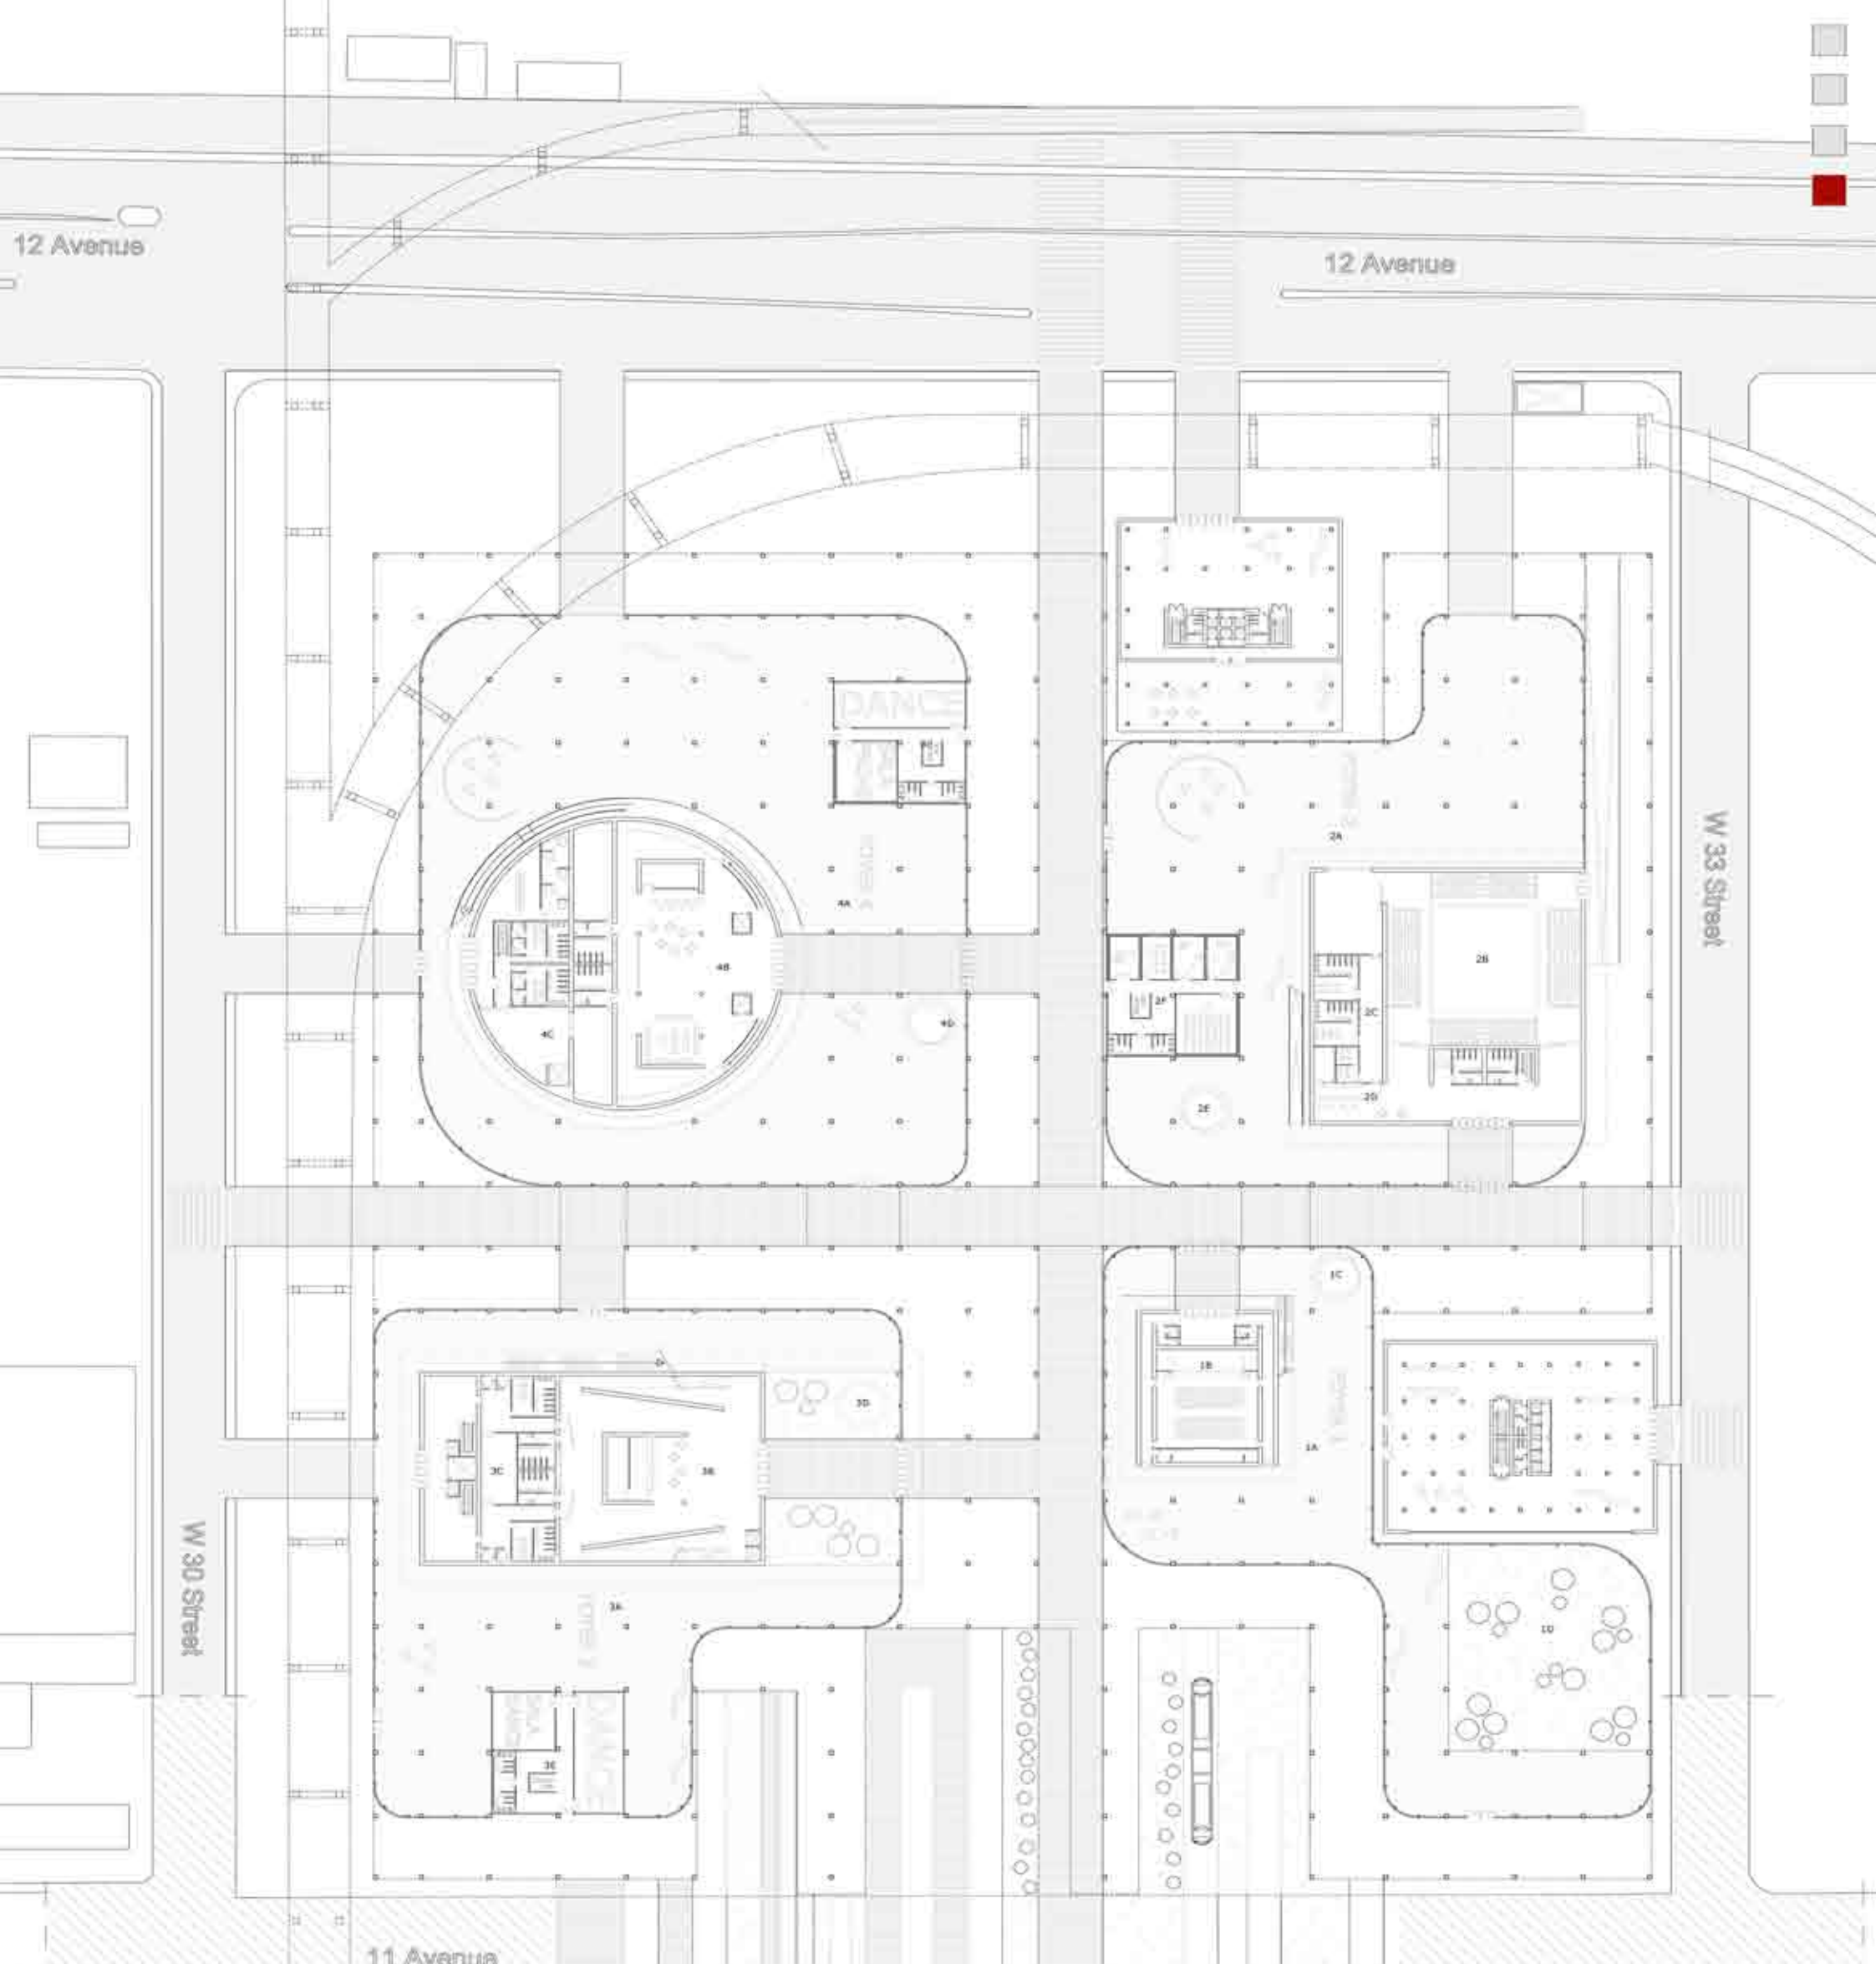 12 Avenue
12 Avenue
DANCE
2A
W 33 Street
4A
2B
4B
2F
2C
4D
4C
2D
2E
1C
1B
3D
1A
3C
3B
W 30 Street
3A
1D
DANCE
3E
11 Avenue